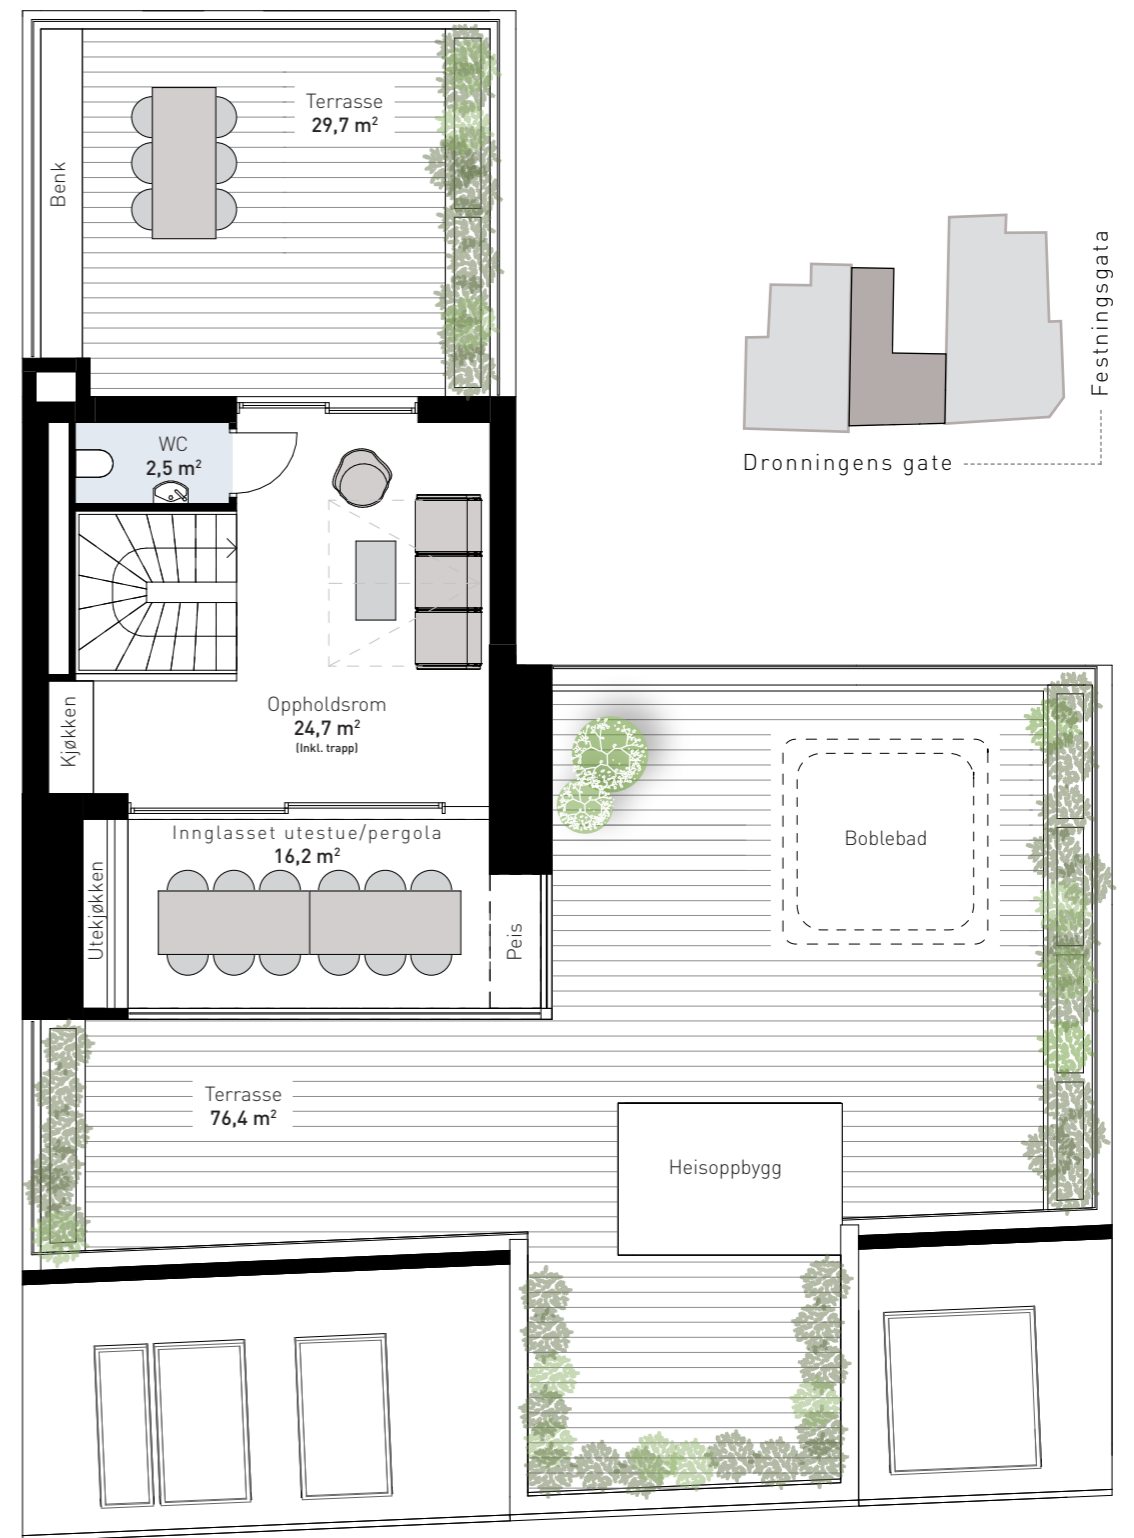 Terrasse
29,7 m²
Benk
Festningsgata
Dronningens gate
WC
2,5 m²
Oppholdsrom
24,7 m²
(Inkl. trapp)
Kjøkken
Innglasset utestue/pergola
16,2 m²
Utekjøkken
Peis
Boblebad
Terrasse
76,4 m²
Heisoppbygg